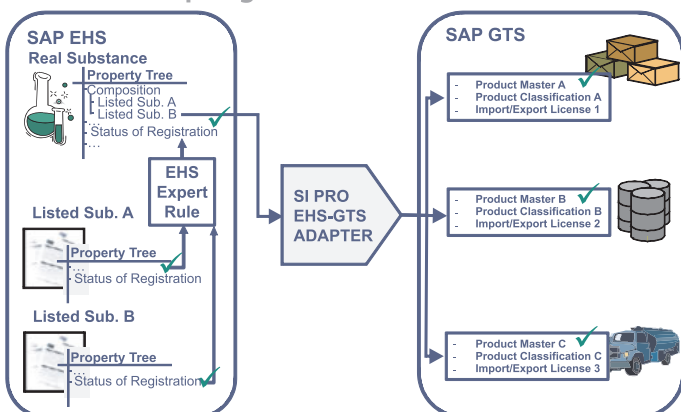 SAP EHS
Real Substance
Property Tree
Composition
- Listed Sub. A
- Listed Sub. B
...
- Status of Registration
...
EHS
Expert
Rule
Listed Sub. A
Property Tree
...
- Status of Registration
Listed Sub. B
Property Tree
...
- Status of Registration
SI PRO
EHS-GTS
ADAPTER
SAP GTS
- Product Master A
- Product Classification A
- Import/Export License 1
- Product Master B
- Product Classification B
- Import/Export License 2
- Product Master C
- Product Classification C
- Import/Export License 3